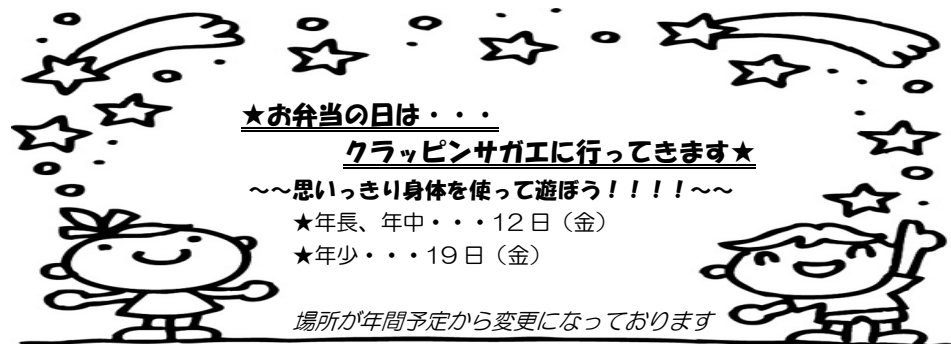 ★お弁当の日は・・・
クラッピンサガエに行ってきます★
～～思いっきり身体を使って遊ぼう！！！！～～
★年長、年中・・・12日（金）
★年少・・・19日（金）
場所が年間予定から変更になっております